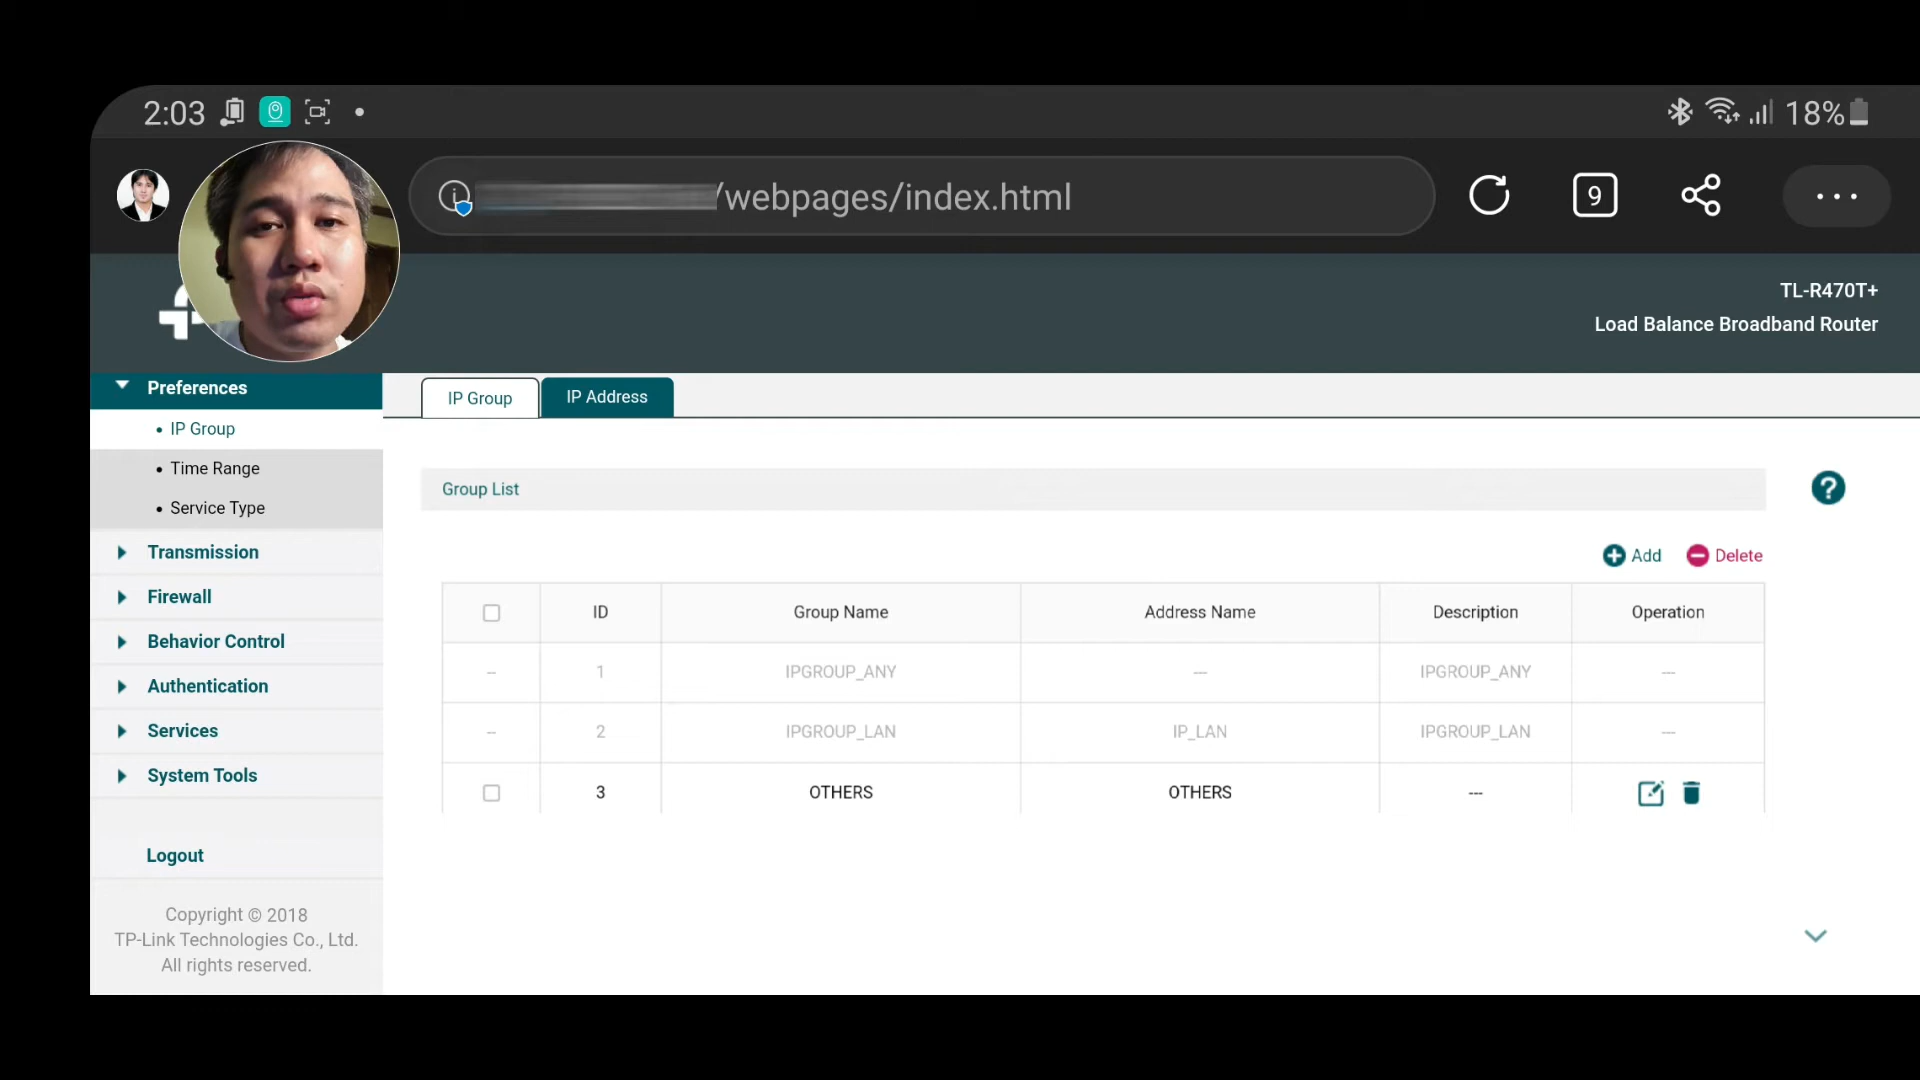 2:03
18%
/webpages/index.html
9
TL-R470T+
Load Balance Broadband Router
Preferences
IP Group
Time Range
Service Type
Transmission
Firewall
Behavior Control
Authentication
Services
System Tools
Logout
Copyright © 2018
TP-Link Technologies Co., Ltd.
All rights reserved.
IP Group
IP Address
Group List
Add
Delete
ID Group Name Address Name Description Operation
-- 1 IPGROUP_ANY --- IPGROUP_ANY ---
-- 2 IPGROUP_LAN IP_LAN IPGROUP_LAN ---
3 OTHERS OTHERS ---